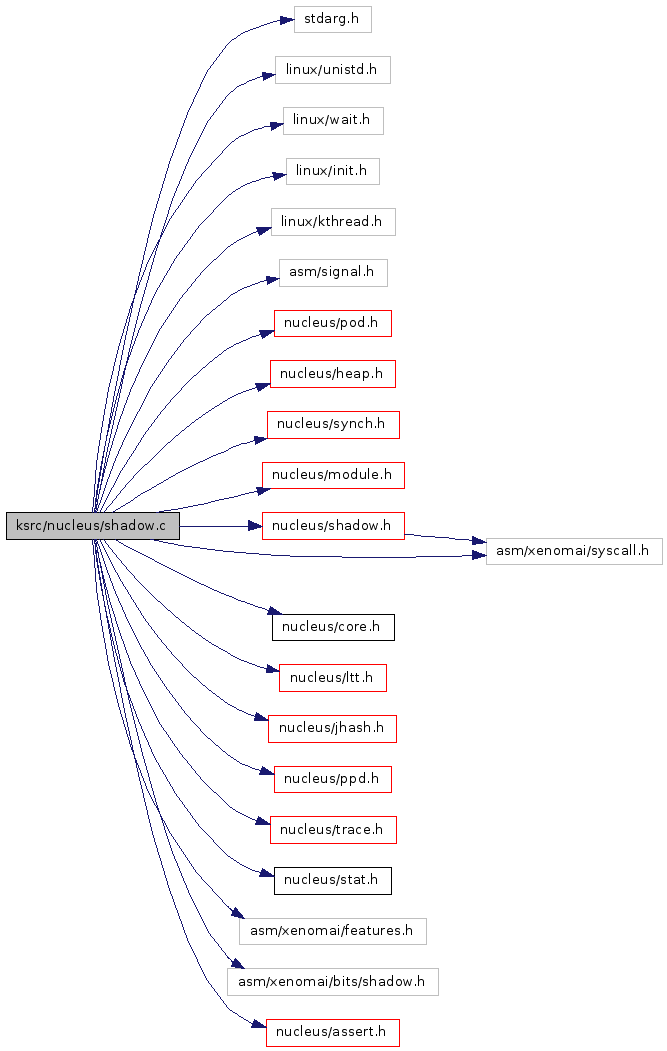 stdarg.h
linux/unistd.h
linux/wait.h
linux/init.h
linux/kthread.h
asm/signal.h
nucleus/pod.h
nucleus/heap.h
nucleus/synch.h
nucleus/module.h
ksrc/nucleus/shadow.c
nucleus/shadow.h
asm/xenomai/syscall.h
nucleus/core.h
nucleus/ltt.h
nucleus/jhash.h
nucleus/ppd.h
nucleus/trace.h
nucleus/stat.h
asm/xenomai/features.h
asm/xenomai/bits/shadow.h
nucleus/assert.h